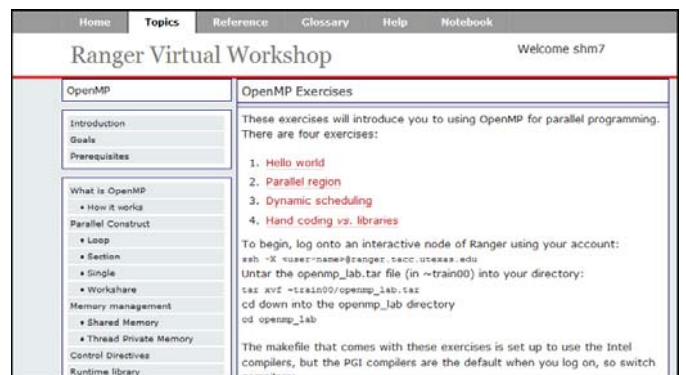 Home Topics Reference Glossary Help Notebook
Ranger Virtual Workshop
Welcome shm7
OpenMP
Introduction
Goals
Prerequisites
What is OpenMP
• How it works
Parallel Construct
• Loop
• Section
• Single
• Workshare
Memory management
• Shared Memory
• Thread Private Memory
Control Directives
Runtime library
OpenMP Exercises
These exercises will introduce you to using OpenMP for parallel programming.
There are four exercises:
1. Hello world
2. Parallel region
3. Dynamic scheduling
4. Hand coding vs. libraries
To begin, log onto an interactive node of Ranger using your account:
ssh -X <user-name>@ranger.tacc.utexas.edu
Untar the openmp_lab.tar file (in ~train00) into your directory:
tar xvf ~train00/openmp_lab.tar
cd down into the openmp_lab directory
cd openmp_lab
The makefile that comes with these exercises is set up to use the Intel
compilers, but the PGI compilers are the default when you log on, so switch